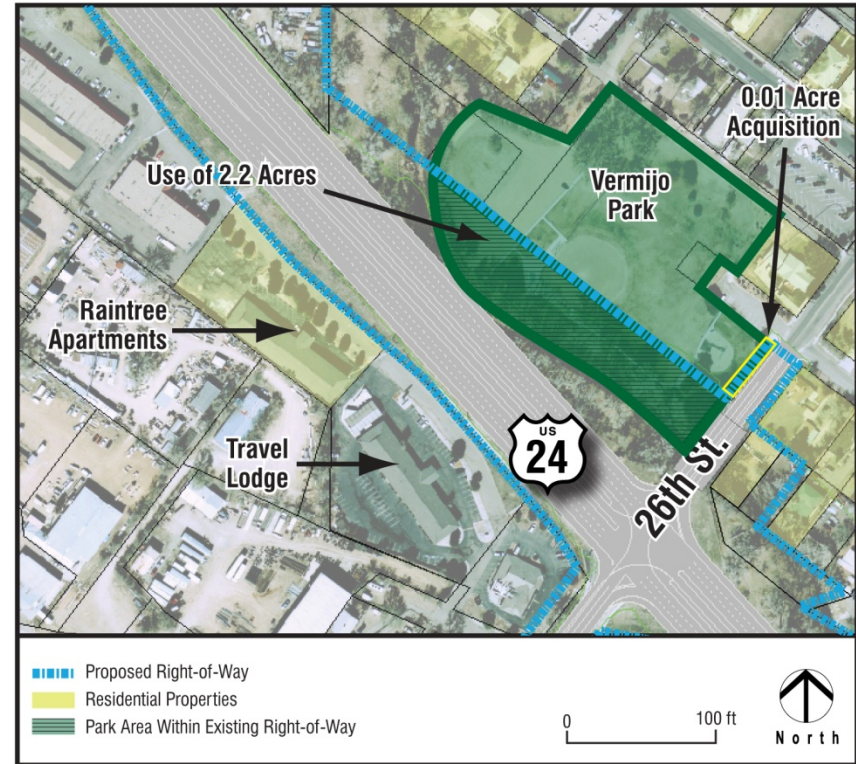 0.01 Acre
Acquisition
Use of 2.2 Acres
Vermijo
Park
Raintree
Apartments
Travel
Lodge
US
24
26th St.
Proposed Right-of-Way
Residential Properties
Park Area Within Existing Right-of-Way
0
100 ft
North